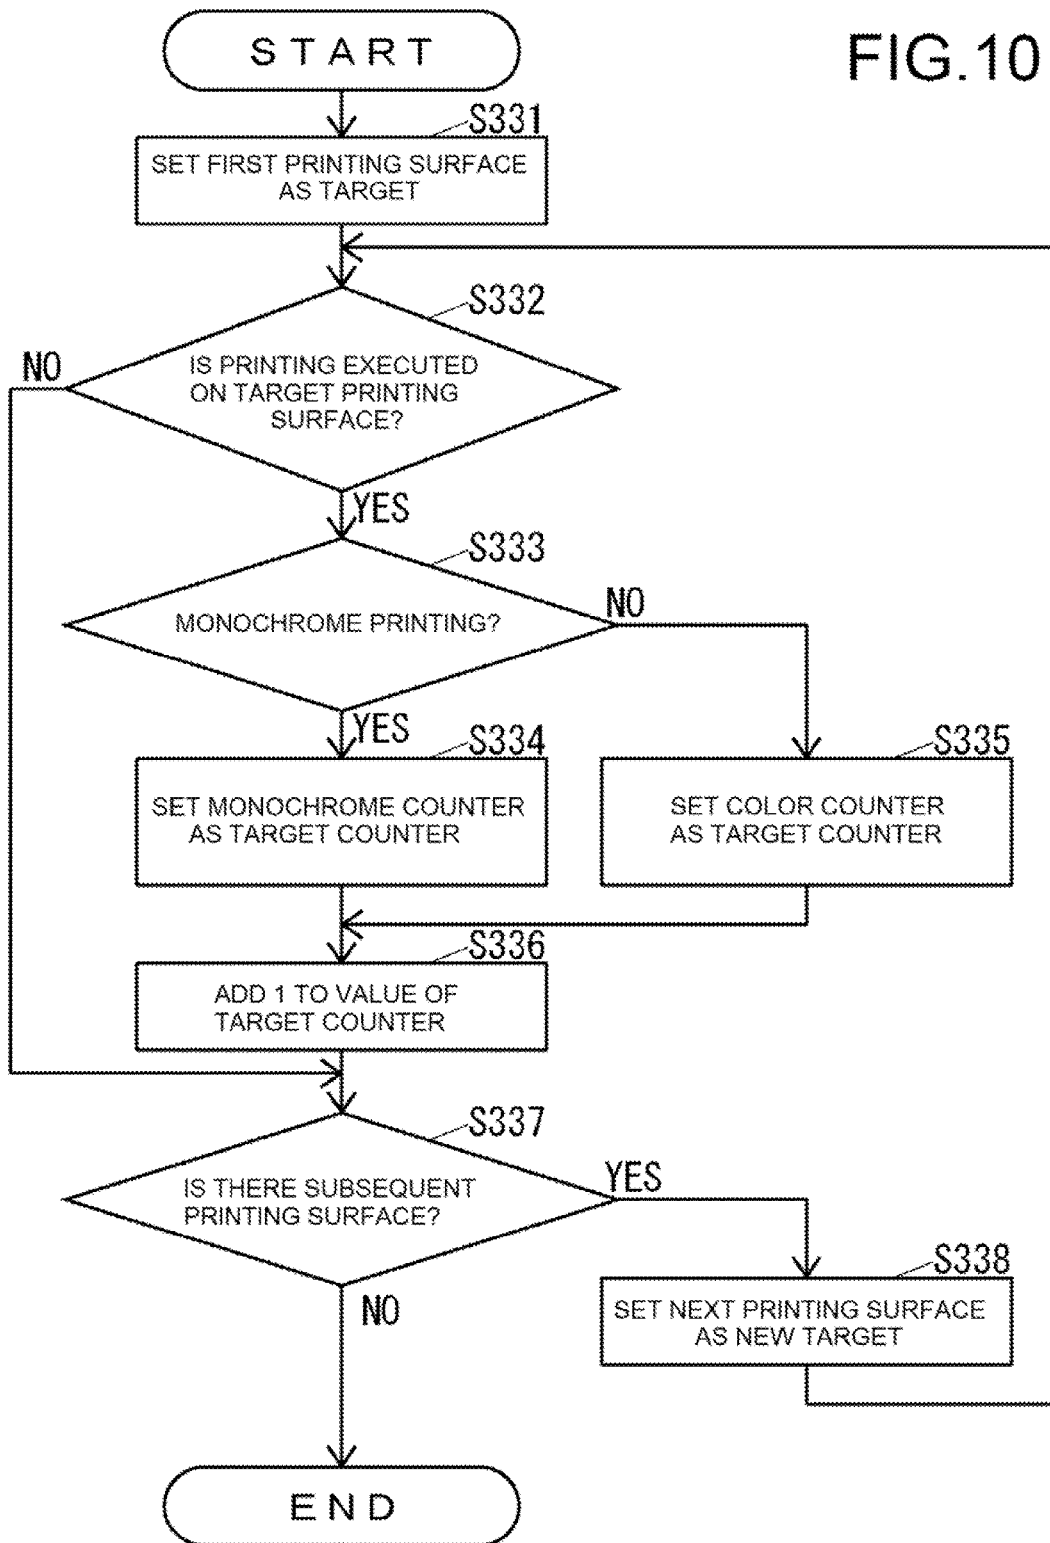 START
FIG.10
S331
SET FIRST PRINTING SURFACE
AS TARGET
S332
NO
IS PRINTING EXECUTED
ON TARGET PRINTING
SURFACE?
YES
S333
NO
MONOCHROME PRINTING?
YES
S334
S335
SET MONOCHROME COUNTER
AS TARGET COUNTER
SET COLOR COUNTER
AS TARGET COUNTER
S336
ADD 1 TO VALUE OF
TARGET COUNTER
S337
YES
IS THERE SUBSEQUENT
PRINTING SURFACE?
S338
NO
SET NEXT PRINTING SURFACE
AS NEW TARGET
END